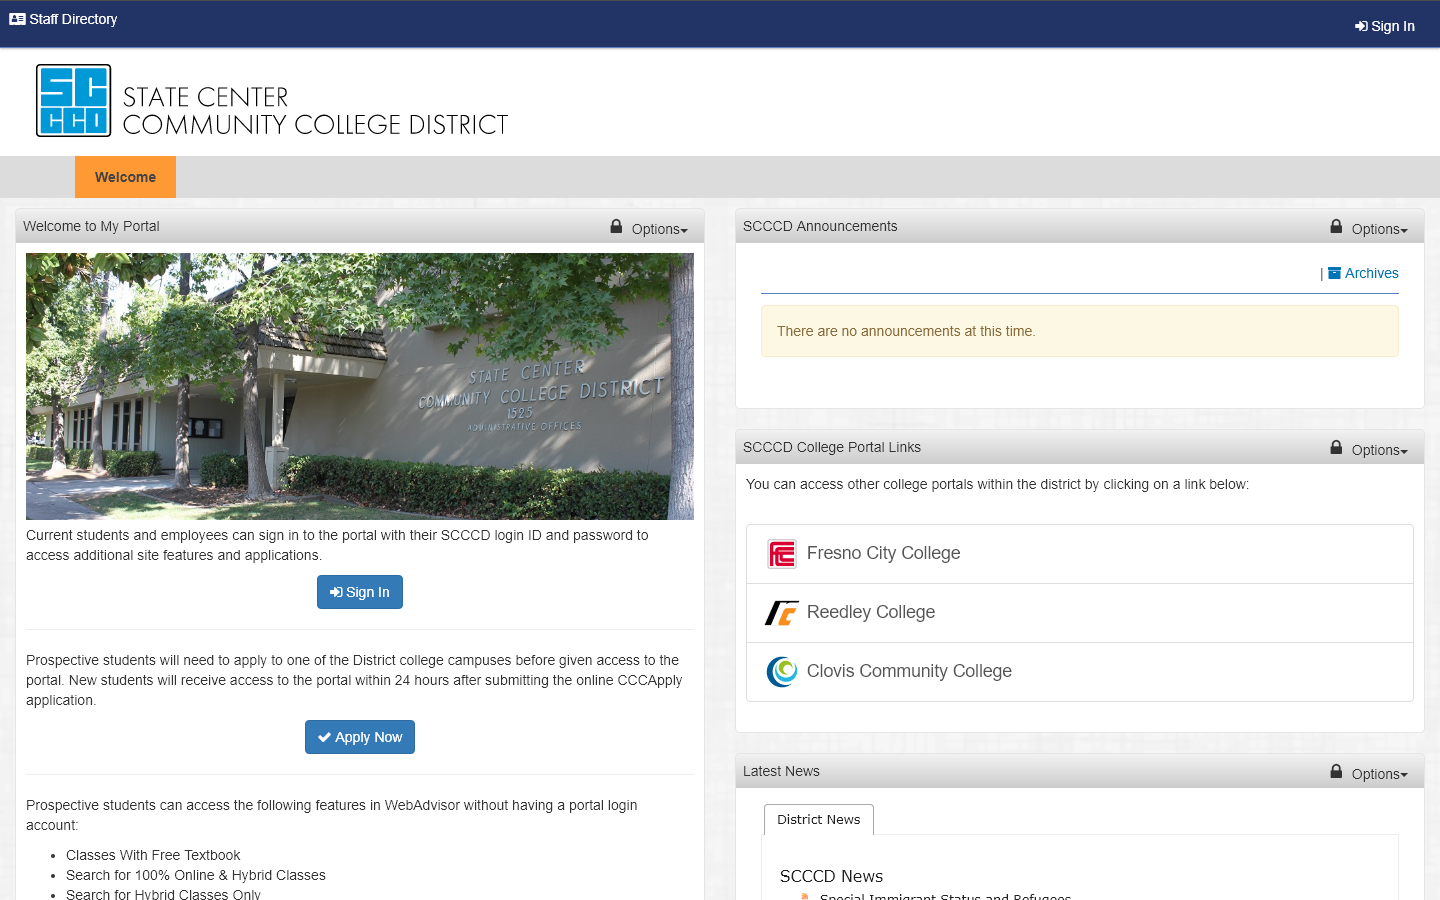 Staff Directory
Sign In
SC
CCD
STATE CENTER
COMMUNITY COLLEGE DISTRICT
Welcome
Welcome to My Portal
Options
STATE CENTER
COMMUNITY COLLEGE DISTRICT
1525
ADMINISTRATIVE OFFICES
Current students and employees can sign in to the portal with their SCCCD login ID and password to
access additional site features and applications.
Sign In
Prospective students will need to apply to one of the District college campuses before given access to the
portal. New students will receive access to the portal within 24 hours after submitting the online CCCApply
application.
Apply Now
Prospective students can access the following features in WebAdvisor without having a portal login
account:
• Classes With Free Textbook
• Search for 100% Online & Hybrid Classes
• Search for Hybrid Classes Only
SCCCD Announcements
Options
| Archives
There are no announcements at this time.
SCCCD College Portal Links
Options
You can access other college portals within the district by clicking on a link below:
Fresno City College
Reedley College
Clovis Community College
Latest News
Options
District News
SCCCD News
Special Immigrant Status and Refugees